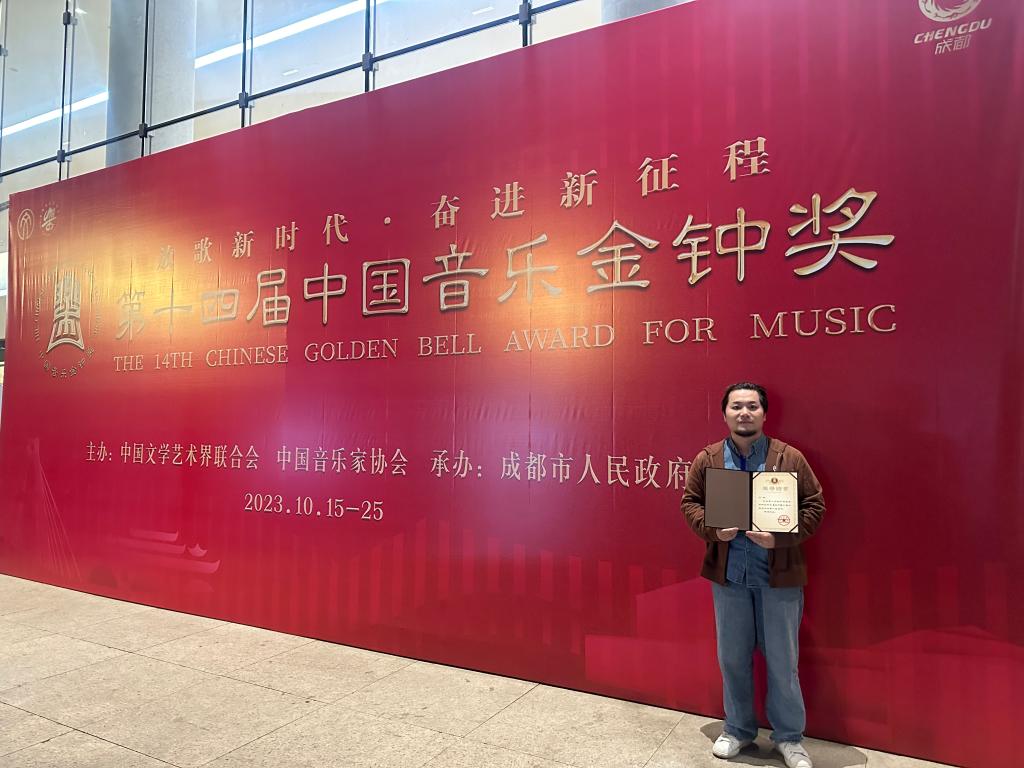 CHENGDU
成都
放歌新时代·奋进新征程
第十四届中国音乐金钟奖
THE 14TH CHINESE GOLDEN BELL AWARD FOR MUSIC
主办:中国文学艺术界联合会 中国音乐家协会 承办:成都市人民政府
2023.10.15-25